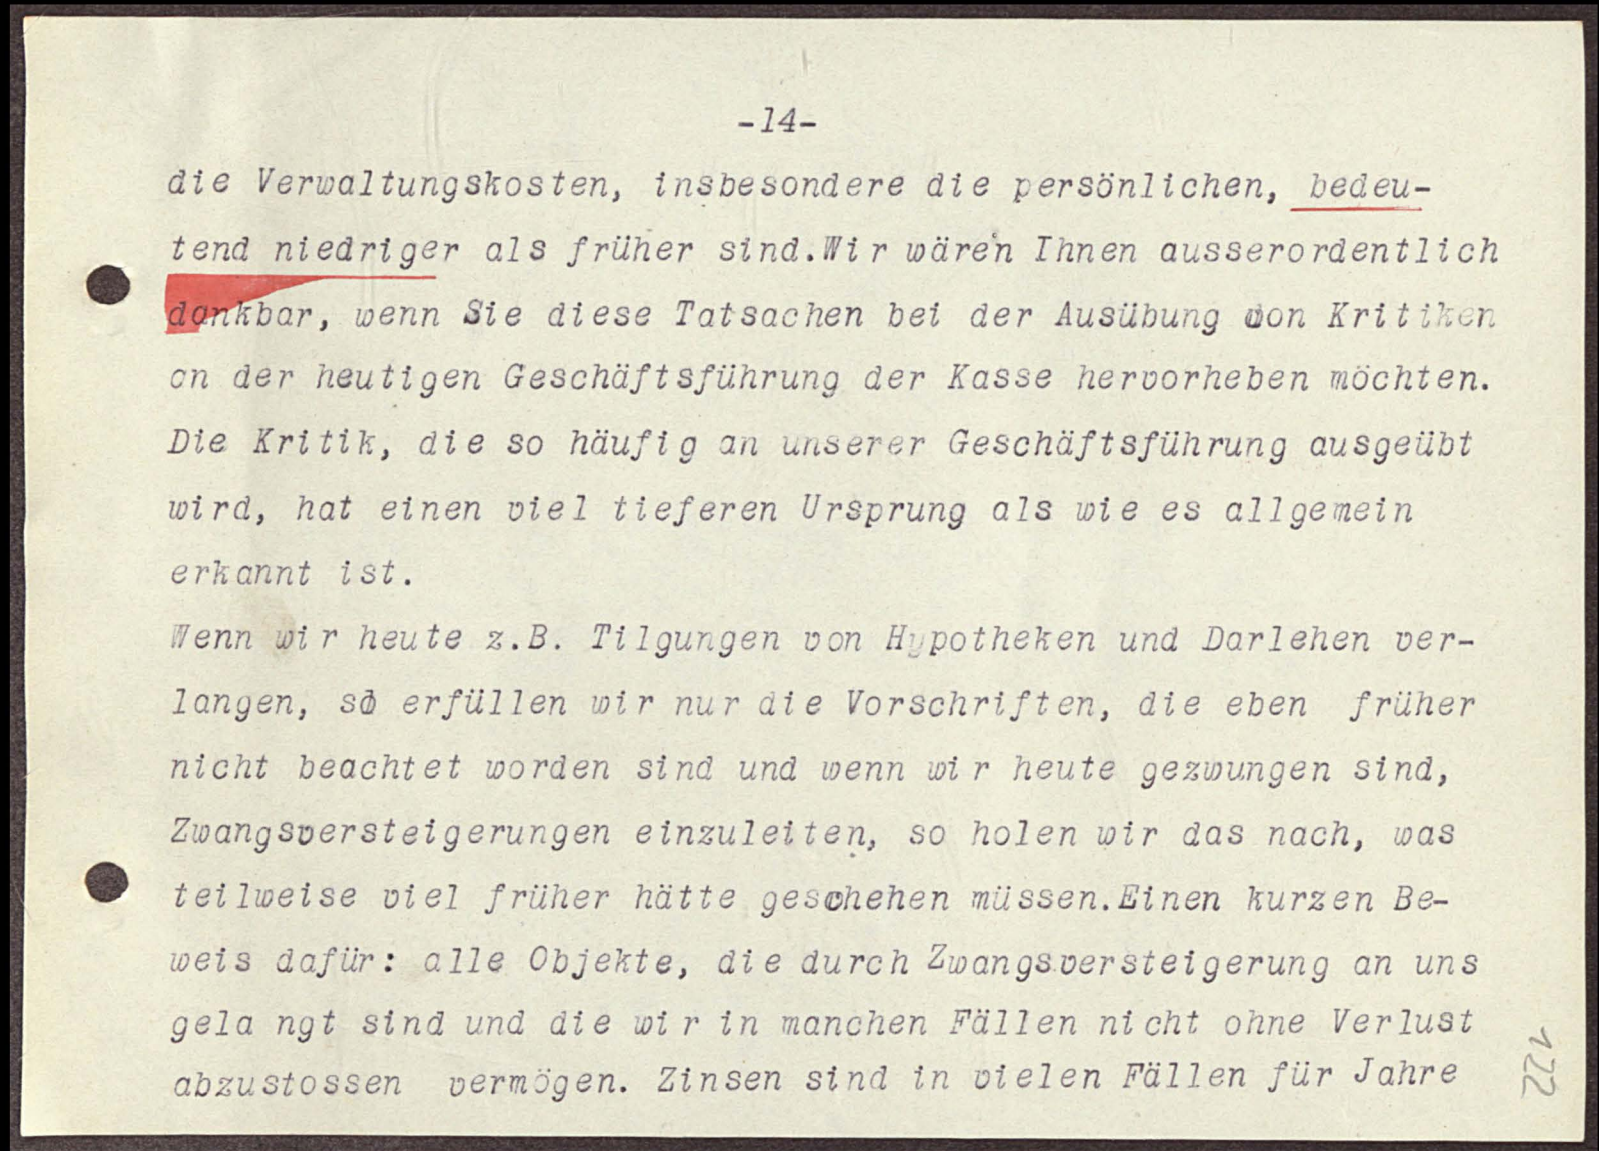 -14-
die Verwaltungskosten, insbesondere die persönlichen, bedeu-
tend niedriger als früher sind.Wir wären Ihnen ausserordentlich
dankbar, wenn Sie diese Tatsachen bei der Ausübung von Kritiken
an der heutigen Geschäftsführung der Kasse hervorheben möchten.
Die Kritik, die so häufig an unserer Geschäftsführung ausgeübt
wird, hat einen viel tieferen Ursprung als wie es allgemein
erkannt ist.
Wenn wir heute z.B. Tilgungen von Hypotheken und Darlehen ver-
langen, so erfüllen wir nur die Vorschriften, die eben früher
nicht beachtet worden sind und wenn wir heute gezwungen sind,
Zwangsversteigerungen einzuleiten, so holen wir das nach, was
teilweise viel früher hätte geschehen müssen.Einen kurzen Be-
weis dafür: alle Objekte, die durch Zwangsversteigerung an uns
gela ngt sind und die wir in manchen Fällen nicht ohne Verlust
abzustossen vermögen. Zinsen sind in vielen Fällen für Jahre
122